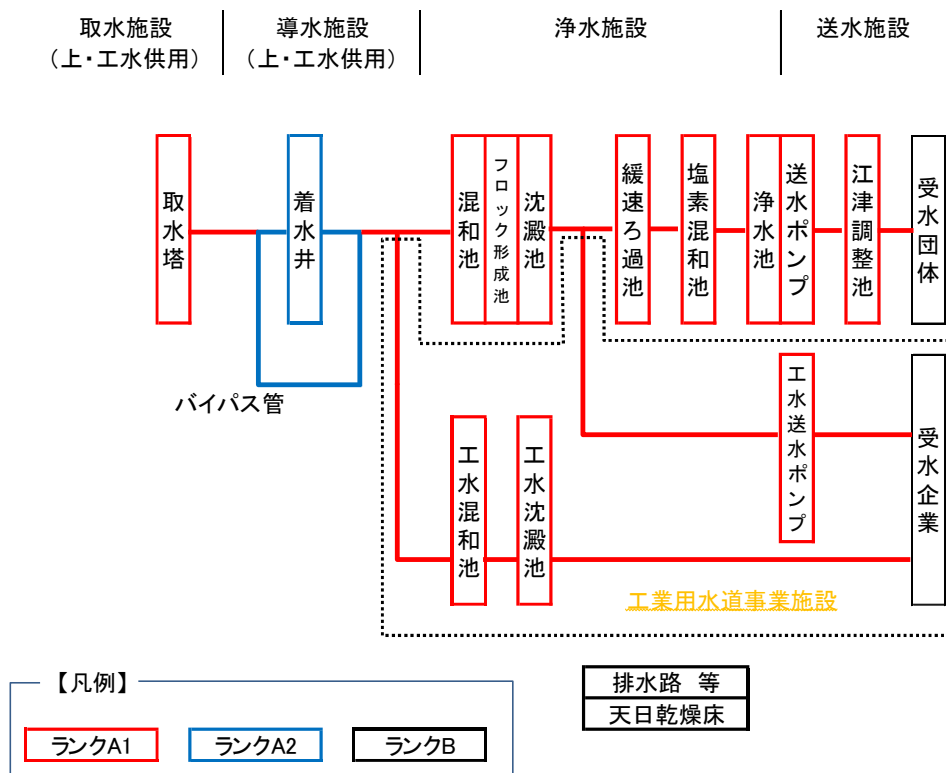 取水施設
(上・工水供用)
導水施設
(上・工水供用)
浄水施設
送水施設
取水塔
着水井
混和池
フロック形成池
沈澱池
緩速ろ過池
塩素混和池
浄水池
送水ポンプ
江津調整池
受水団体
バイパス管
工水混和池
工水沈澱池
工水送水ポンプ
受水企業
工業用水道事業施設
【凡例】
ランクA1
ランクA2
ランクB
排水路 等
天日乾燥床